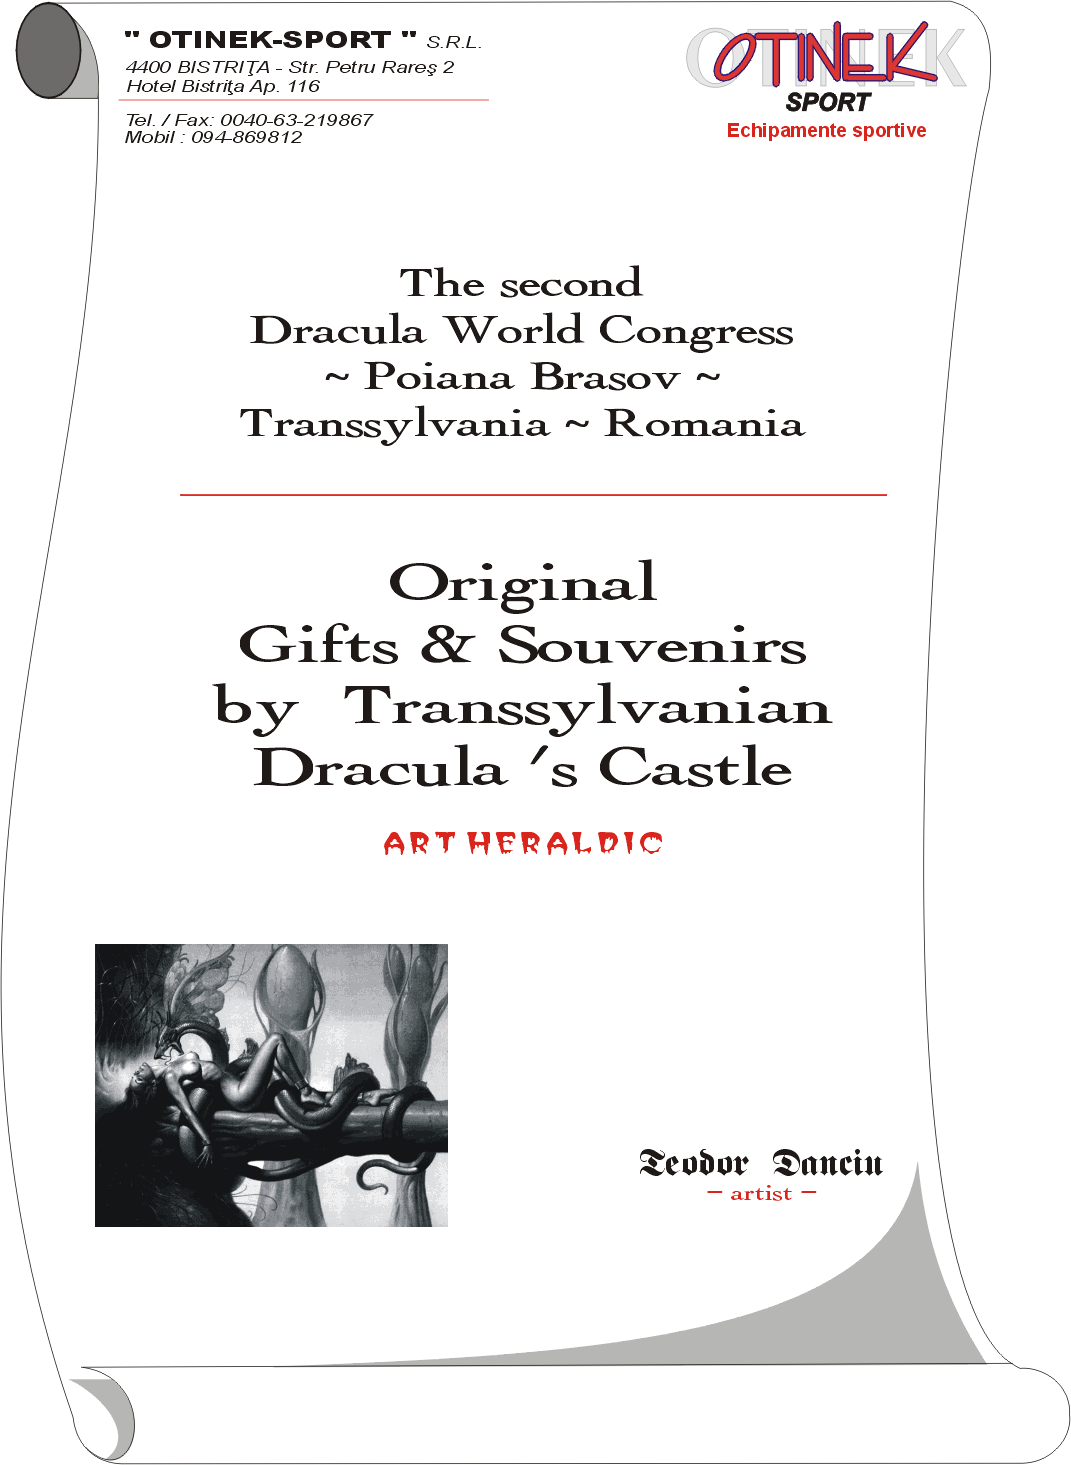 " OTINEK-SPORT " S.R.L.
4400 BISTRIŢA - Str. Petru Rareş 2
Hotel Bistriţa Ap. 116
Tel. / Fax: 0040-63-219867
Mobil : 094-869812
OTINEK
SPORT
Echipamente sportive
The second
Dracula World Congress
~ Poiana Brasov ~
Transsylvania ~ Romania
Original
Gifts & Souvenirs
by Transsylvanian
Dracula 's Castle
ART HERALDIC
Teodor Danciu
– artist –